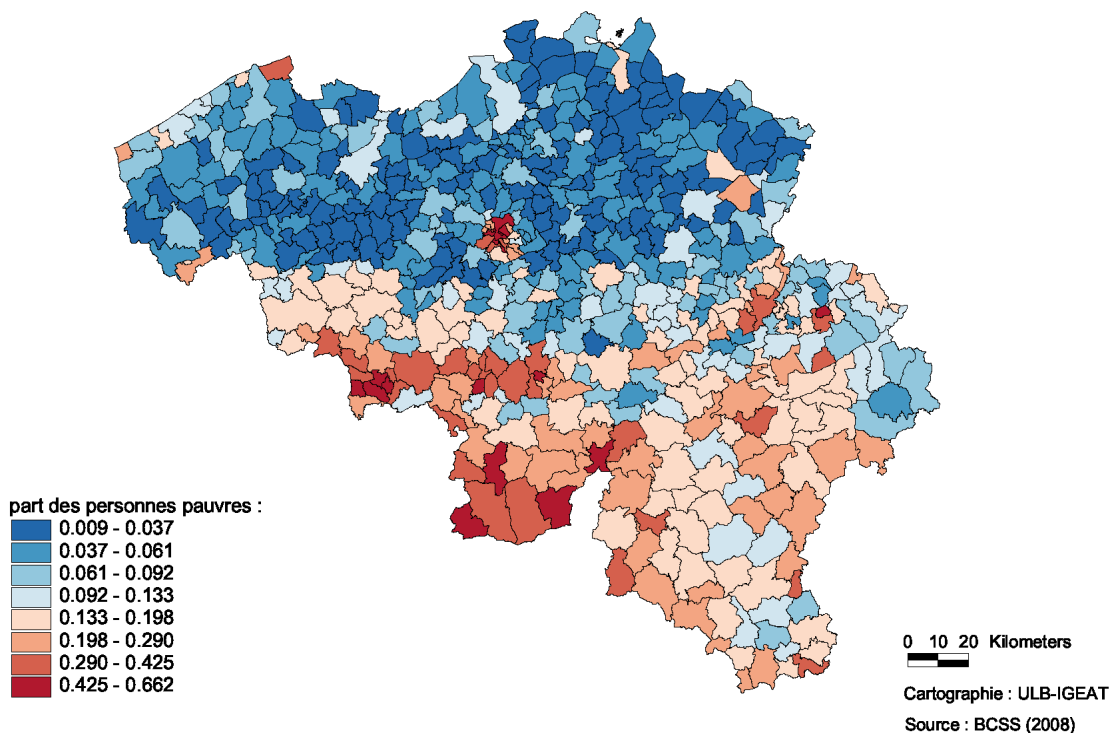 part des personnes pauvres :
0.009 - 0.037
0.037 - 0.061
0.061 - 0.092
0.092 - 0.133
0.133 - 0.198
0.198 - 0.290
0.290 - 0.425
0.425 - 0.662
0 10 20 Kilometers
Cartographie : ULB-IGEAT
Source : BCSS (2008)